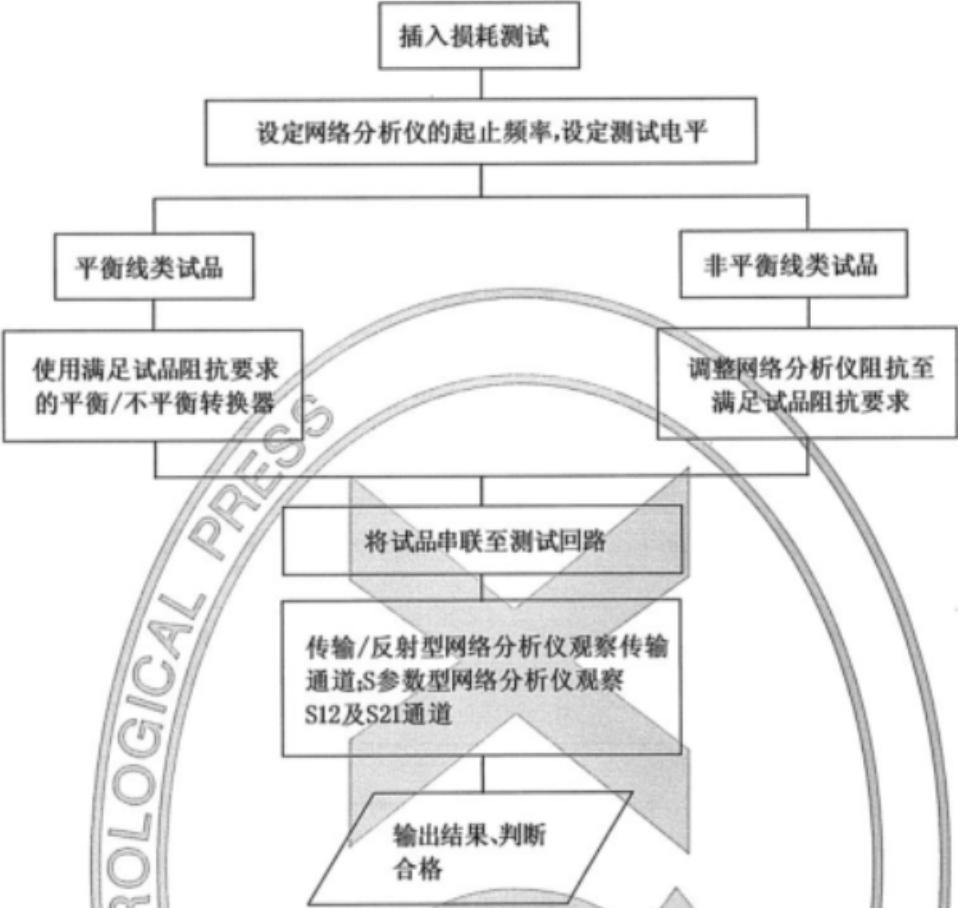 插入损耗测试
设定网络分析仪的起止频率,设定测试电平
平衡线类试品
非平衡线类试品
使用满足试品阻抗要求
的平衡/不平衡转换器
调整网络分析仪阻抗至
满足试品阻抗要求
将试品串联至测试回路
传输/反射型网络分析仪观察传输
通道;S参数型网络分析仪观察
S12及S21通道
输出结果、判断
合格
ROLOGICAL PRESS